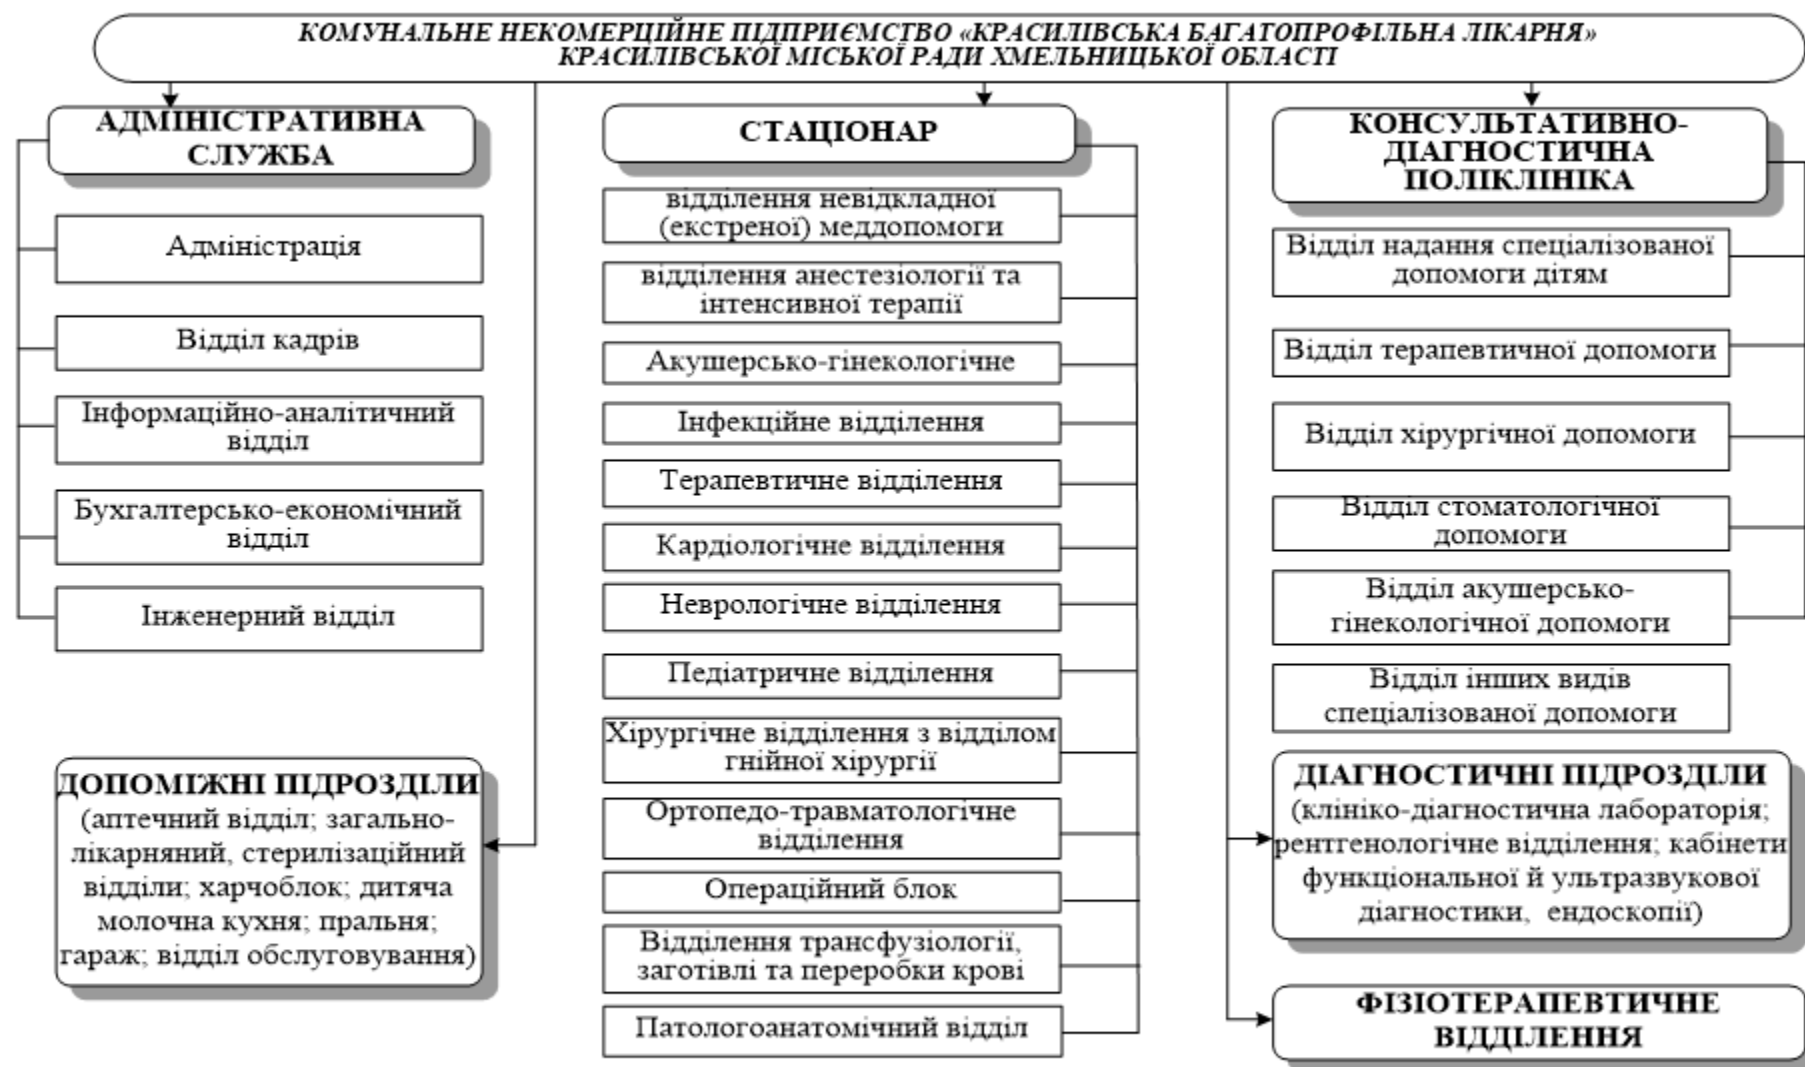 КОМУНАЛЬНЕ НЕКОМЕРЦІЙНЕ ПІДПРИЄМСТВО «КРАСИЛІВСЬКА БАГАТОПРОФІЛЬНА ЛІКАРНЯ»
КРАСИЛІВСЬКОЇ МІСЬКОЇ РАДИ ХМЕЛЬНИЦЬКОЇ ОБЛАСТІ
АДМІНІСТРАТИВНА
СЛУЖБА
Адміністрація
Відділ кадрів
Інформаційно-аналітичний
відділ
Бухгалтерсько-економічний
відділ
Інженерний відділ
ДОПОМІЖНІ ПІДРОЗДІЛИ
(аптечний відділ; загально-
лікарняний, стерилізаційний
відділи; харчоблок; дитяча
молочна кухня; пральня;
гараж; відділ обслуговування)
СТАЦІОНАР
відділення невідкладної
(екстреної) меддопомоги
відділення анестезіології та
інтенсивної терапії
Акушерсько-гінекологічне
Інфекційне відділення
Терапевтичне відділення
Кардіологічне відділення
Неврологічне відділення
Педіатричне відділення
Хірургічне відділення з відділом
гнійної хірургії
Ортопедо-травматологічне
відділення
Операційний блок
Відділення трансфузіології,
заготівлі та переробки крові
Патологоанатомічний відділ
КОНСУЛЬТАТИВНО-
ДІАГНОСТИЧНА
ПОЛІКЛІНІКА
Відділ надання спеціалізованої
допомоги дітям
Відділ терапевтичної допомоги
Відділ хірургічної допомоги
Відділ стоматологічної
допомоги
Відділ акушерсько-
гінекологічної допомоги
Відділ інших видів
спеціалізованої допомоги
ДІАГНОСТИЧНІ ПІДРОЗДІЛИ
(клініко-діагностична лабораторія;
рентгенологічне відділення; кабінети
функціональної й ультразвукової
діагностики, ендоскопії)
ФІЗІОТЕРАПЕВТИЧНЕ
ВІДДІЛЕННЯ